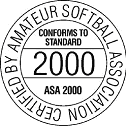 CERTIFIED BY AMATEUR SOFTBALL ASSOCIATION
CONFORMS TO
STANDARD
2000
ASA 2000